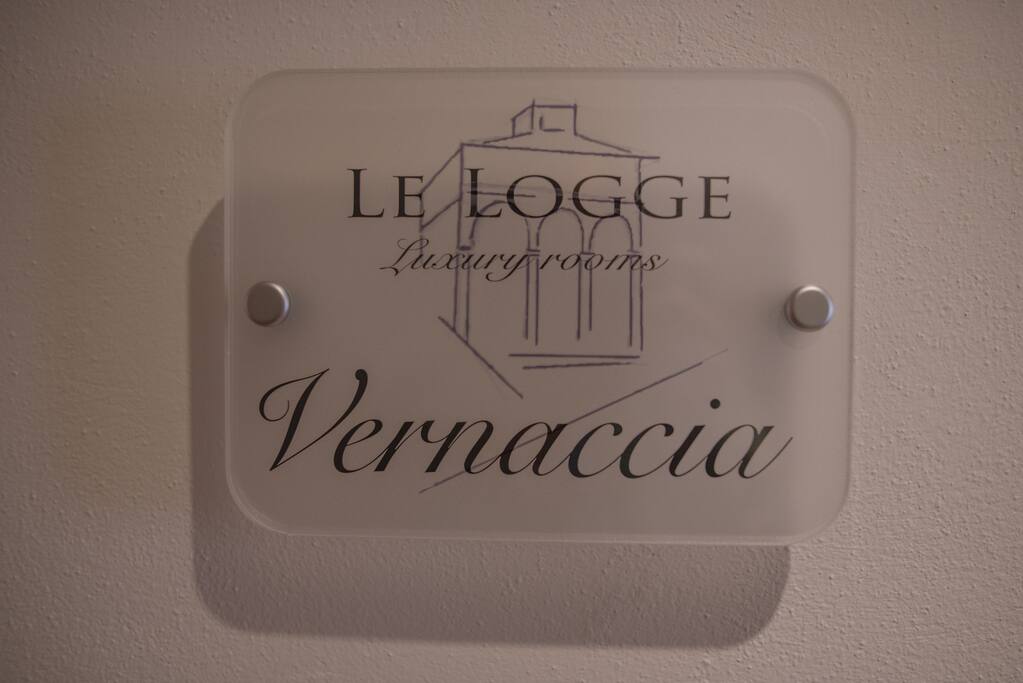 LE LOGGE
Luxury rooms
Vernaccia